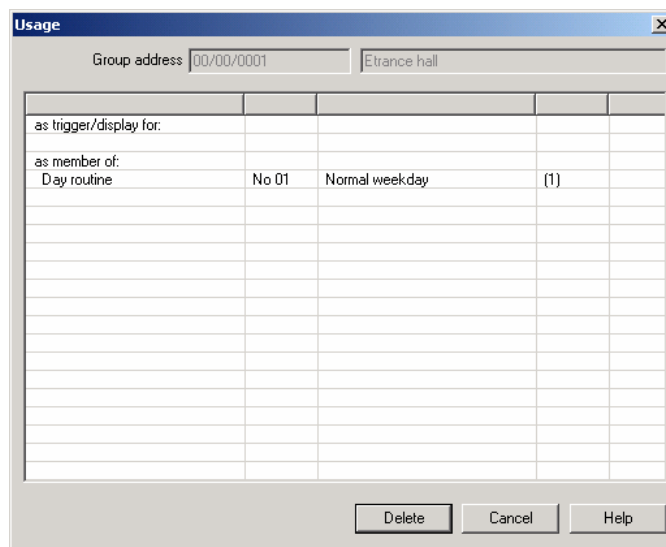 Usage
Group address 00/00/0001 Etrance hall
as trigger/display for:
as member of:
Day routine No 01 Normal weekday (1)
Delete Cancel Help